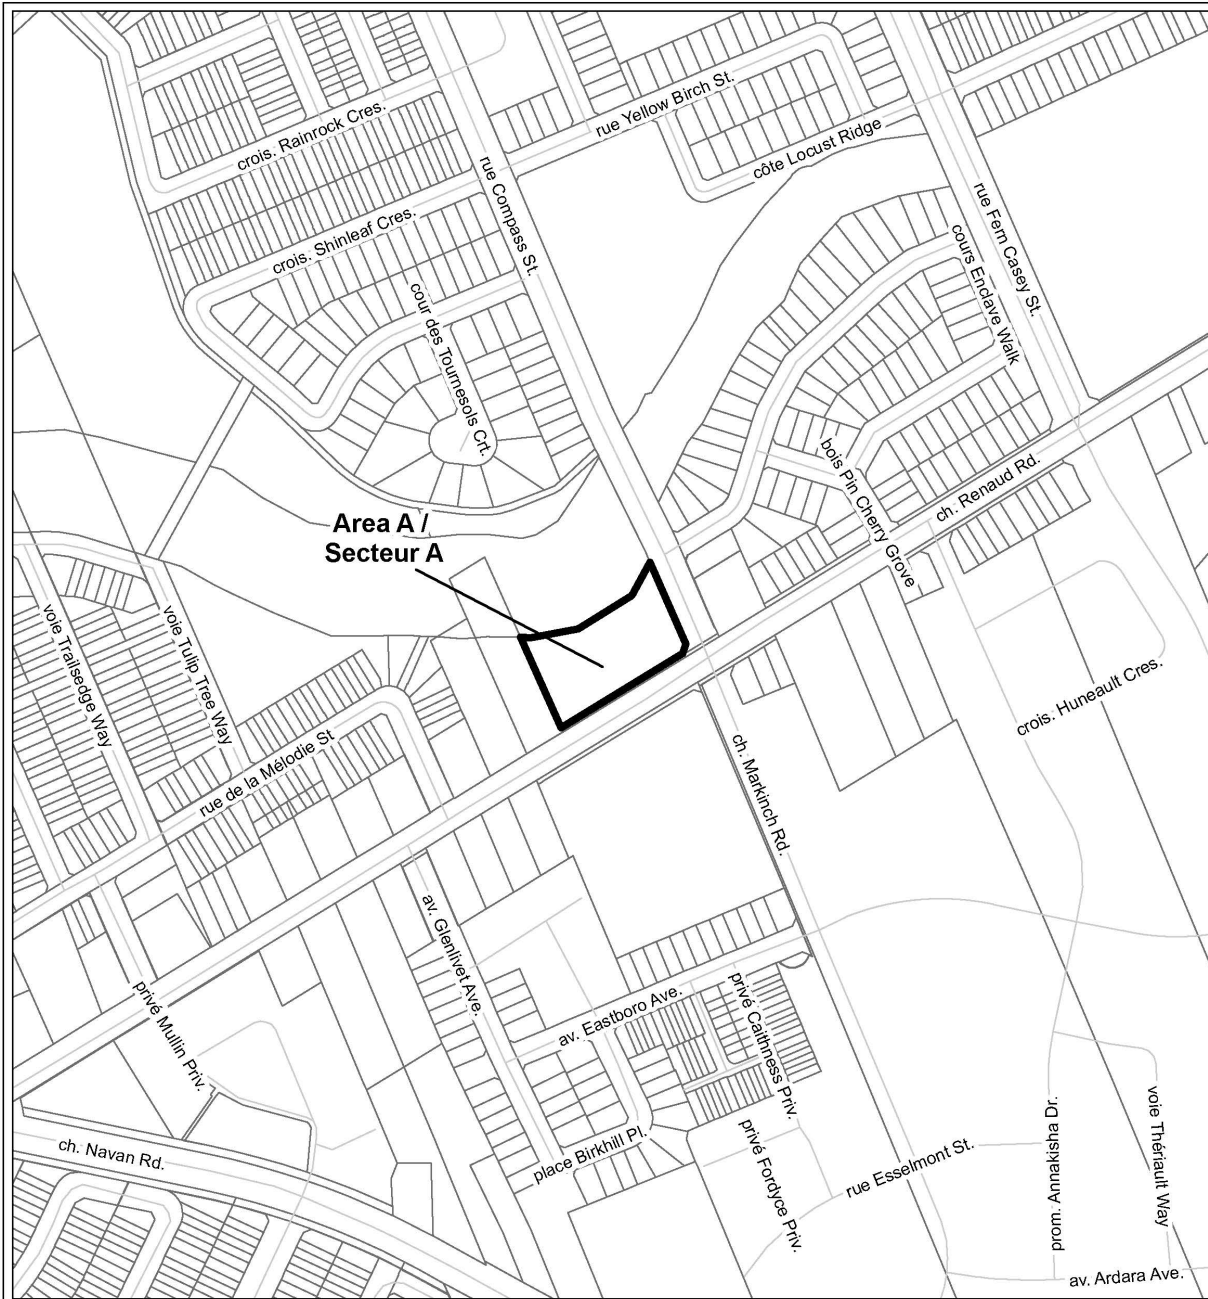 crois. Rainrock Cres.
rue Yellow Birch St.
côte Locust Ridge
rue Compass St.
crois. Shinleaf Cres.
rue Fern Casey St.
cours Enclave Walk
cour des Tournesols Crt.
bois Pin Cherry Grove
ch. Renaud Rd.
Area A /
Secteur A
voie Trailsedge Way
voie Tulip Tree Way
crois. Huneault Cres.
rue de la Mélodie St
ch. Markinch Rd.
av. Glenlivet Ave.
privé Mullin Priv.
av. Eastboro Ave.
privé Caithness Priv.
ch. Navan Rd.
place Birkhill Pl.
privé Fordyce Priv.
rue Esselmont St.
prom. Annakisha Dr.
voie Thériault Way
av. Ardara Ave.